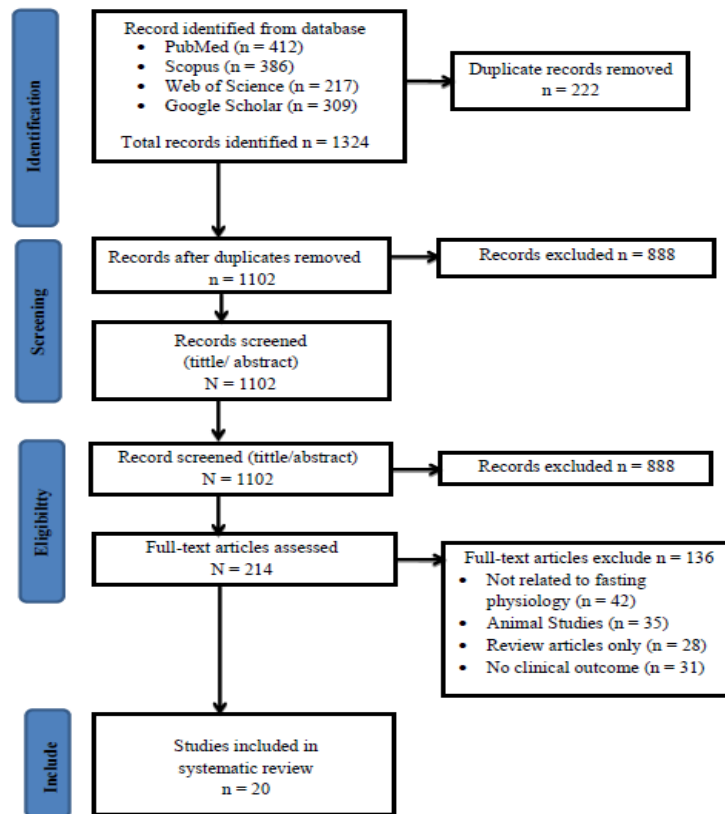 Identification
Record identified from database
• PubMed (n = 412)
• Scopus (n = 386)
• Web of Science (n = 217)
• Google Scholar (n = 309)
Total records identified n = 1324
Duplicate records removed
n = 222
Screening
Records after duplicates removed
n = 1102
Records excluded n = 888
Records screened
(tittle/ abstract)
N = 1102
Eligibility
Record screened (tittle/abstract)
N = 1102
Records excluded n = 888
Full-text articles assessed
N = 214
Full-text articles exclude n = 136
• Not related to fasting
physiology (n = 42)
• Animal Studies (n = 35)
• Review articles only (n = 28)
• No clinical outcome (n = 31)
Include
Studies included in
systematic review
n = 20